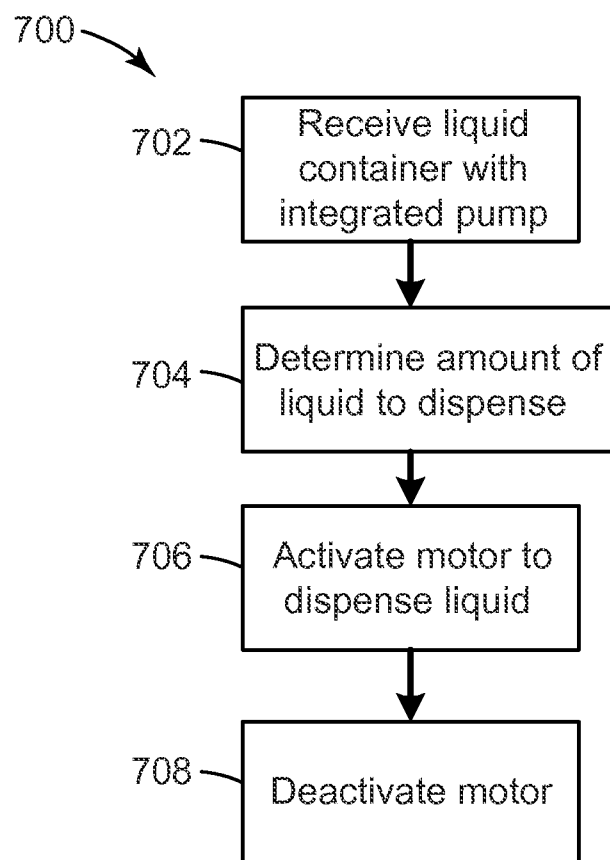 700
702
Receive liquid
container with
integrated pump
704
Determine amount of
liquid to dispense
706
Activate motor to
dispense liquid
708
Deactivate motor